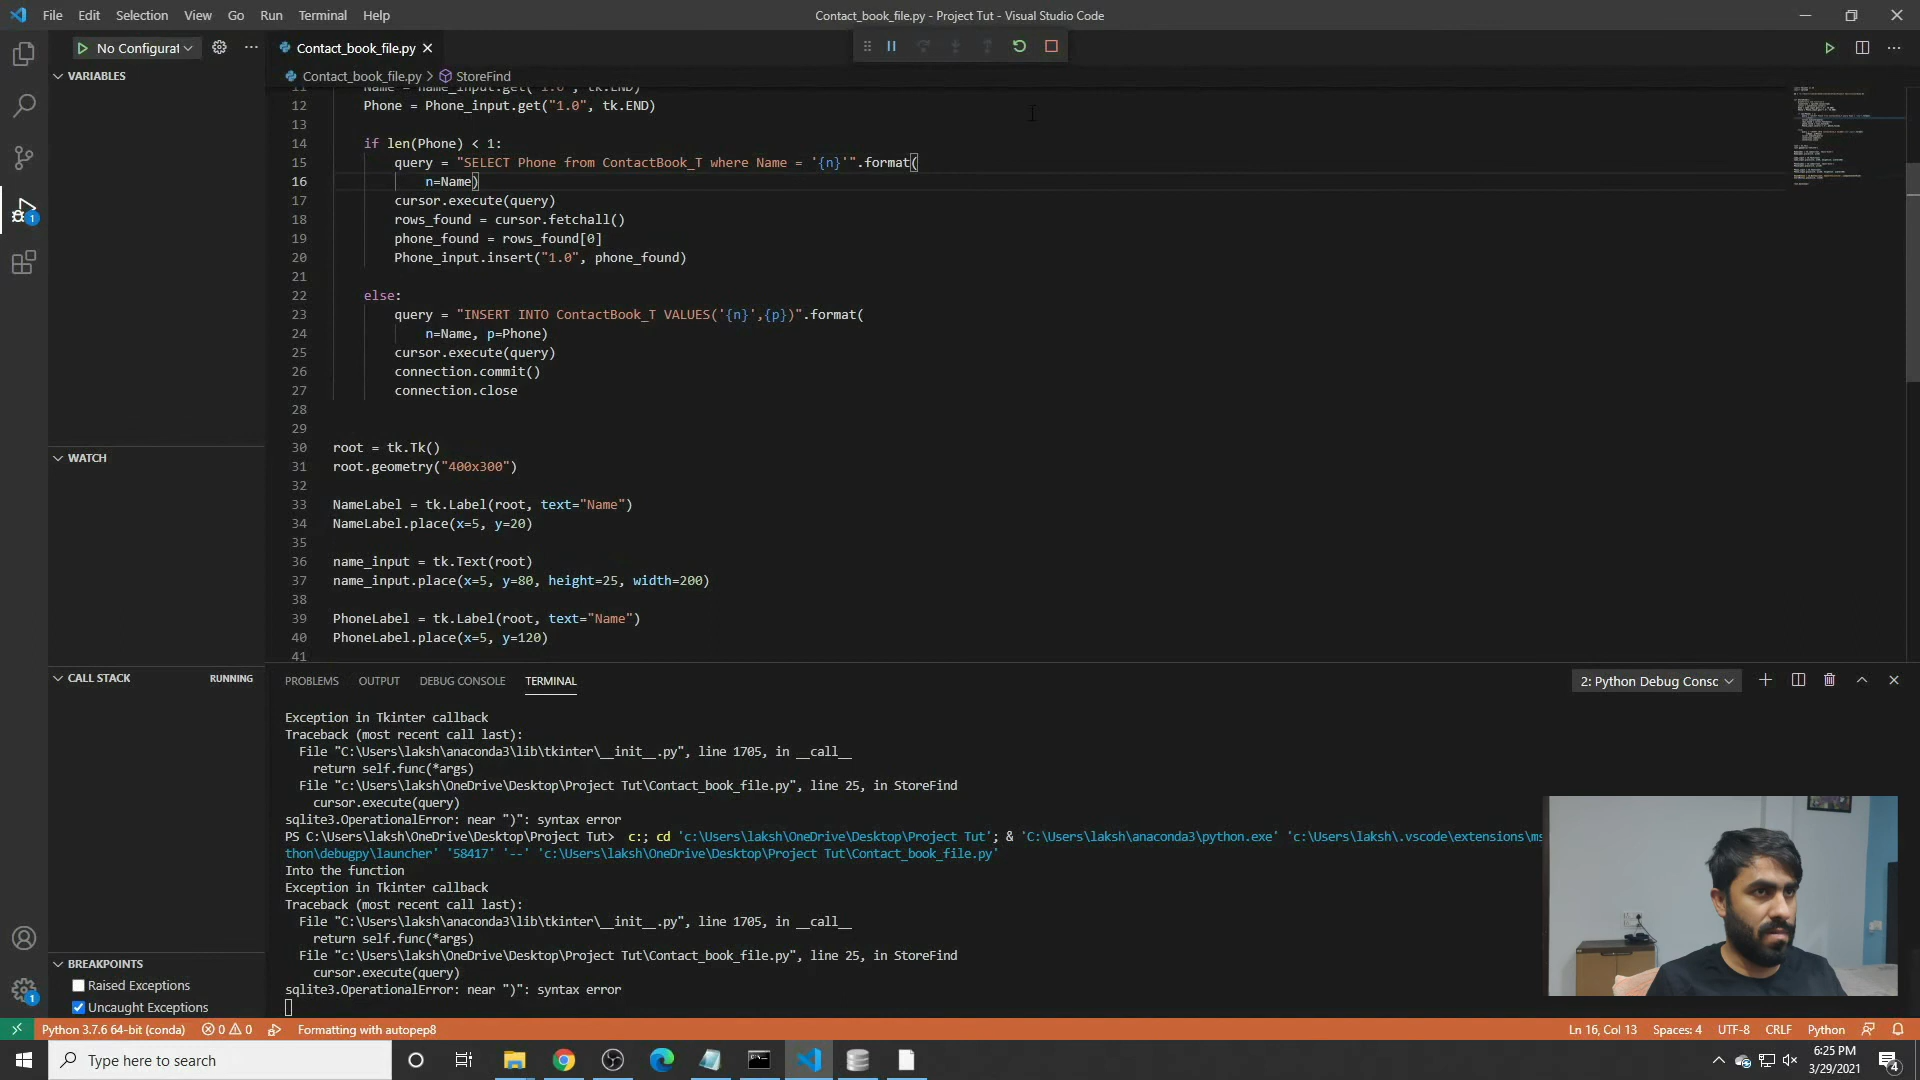 File Edit Selection View Go Run Terminal Help
Contact_book_file.py - Project Tut - Visual Studio Code
No Configurat
Contact_book_file.py
Contact_book_file.py > StoreFind
VARIABLES
WATCH
CALL STACK
RUNNING
BREAKPOINTS
Raised Exceptions
Uncaught Exceptions
11 Name = name_input.get("1.0", tk.END)
12 Phone = Phone_input.get("1.0", tk.END)
13
14 if len(Phone) < 1:
15 query = "SELECT Phone from ContactBook_T where Name = '{n}'".format(
16 n=Name)
17 cursor.execute(query)
18 rows_found = cursor.fetchall()
19 phone_found = rows_found[0]
20 Phone_input.insert("1.0", phone_found)
21
22 else:
23 query = "INSERT INTO ContactBook_T VALUES('{n}',{p})".format(
24 n=Name, p=Phone)
25 cursor.execute(query)
26 connection.commit()
27 connection.close
28
29
30 root = tk.Tk()
31 root.geometry("400x300")
32
33 NameLabel = tk.Label(root, text="Name")
34 NameLabel.place(x=5, y=20)
35
36 name_input = tk.Text(root)
37 name_input.place(x=5, y=80, height=25, width=200)
38
39 PhoneLabel = tk.Label(root, text="Name")
40 PhoneLabel.place(x=5, y=120)
41
PROBLEMS OUTPUT DEBUG CONSOLE TERMINAL
2: Python Debug Consc
Exception in Tkinter callback
Traceback (most recent call last):
File "C:\Users\laksh\anaconda3\lib\tkinter\__init__.py", line 1705, in __call__
return self.func(*args)
File "c:\Users\laksh\OneDrive\Desktop\Project Tut\Contact_book_file.py", line 25, in StoreFind
cursor.execute(query)
sqlite3.OperationalError: near ")": syntax error
PS C:\Users\laksh\OneDrive\Desktop\Project Tut> c:; cd 'c:\Users\laksh\OneDrive\Desktop\Project Tut'; & 'C:\Users\laksh\anaconda3\python.exe' 'c:\Users\laksh\.vscode\extensions\ms
thon\debugpy\launcher' '58417' '--' 'c:\Users\laksh\OneDrive\Desktop\Project Tut\Contact_book_file.py'
Into the function
Exception in Tkinter callback
Traceback (most recent call last):
File "C:\Users\laksh\anaconda3\lib\tkinter\__init__.py", line 1705, in __call__
return self.func(*args)
File "c:\Users\laksh\OneDrive\Desktop\Project Tut\Contact_book_file.py", line 25, in StoreFind
cursor.execute(query)
sqlite3.OperationalError: near ")": syntax error
Python 3.7.6 64-bit (conda) 0 0 Formatting with autopep8
Ln 16, Col 13 Spaces: 4 UTF-8 CRLF Python
Type here to search
6:25 PM
3/29/2021
4
1
1